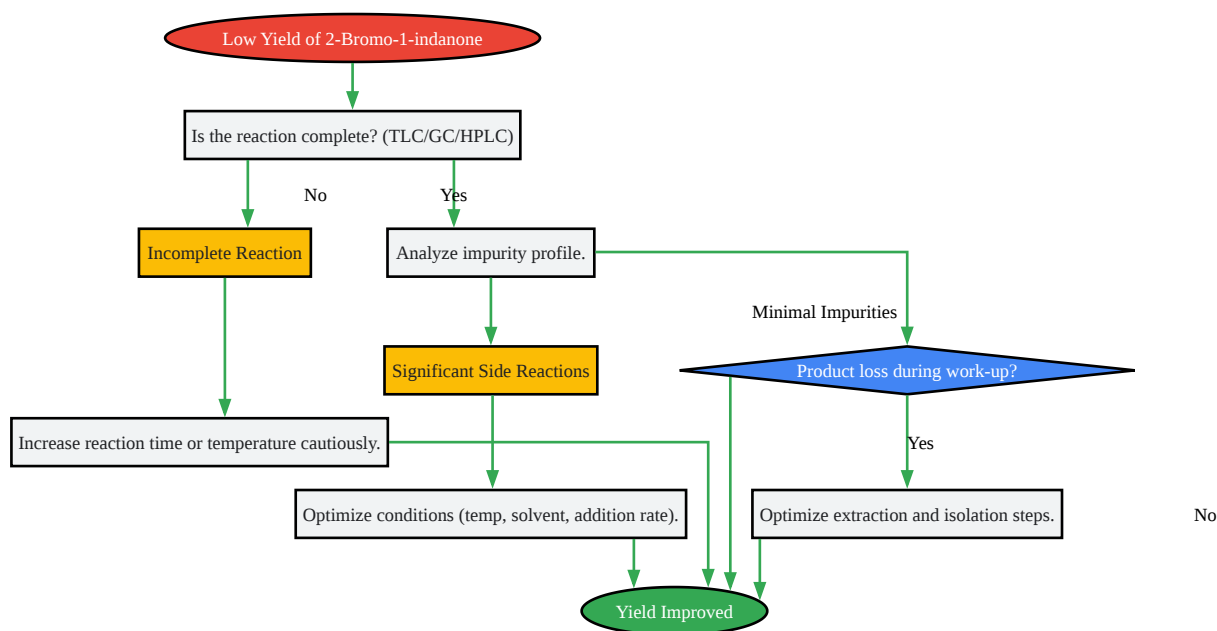 Low Yield of 2-Bromo-1-indanone
Is the reaction complete? (TLC/GC/HPLC)
No
Yes
Incomplete Reaction
Analyze impurity profile.
Minimal Impurities
Significant Side Reactions
Product loss during work-up?
Increase reaction time or temperature cautiously.
Yes
Optimize conditions (temp, solvent, addition rate).
Optimize extraction and isolation steps.
No
Yield Improved